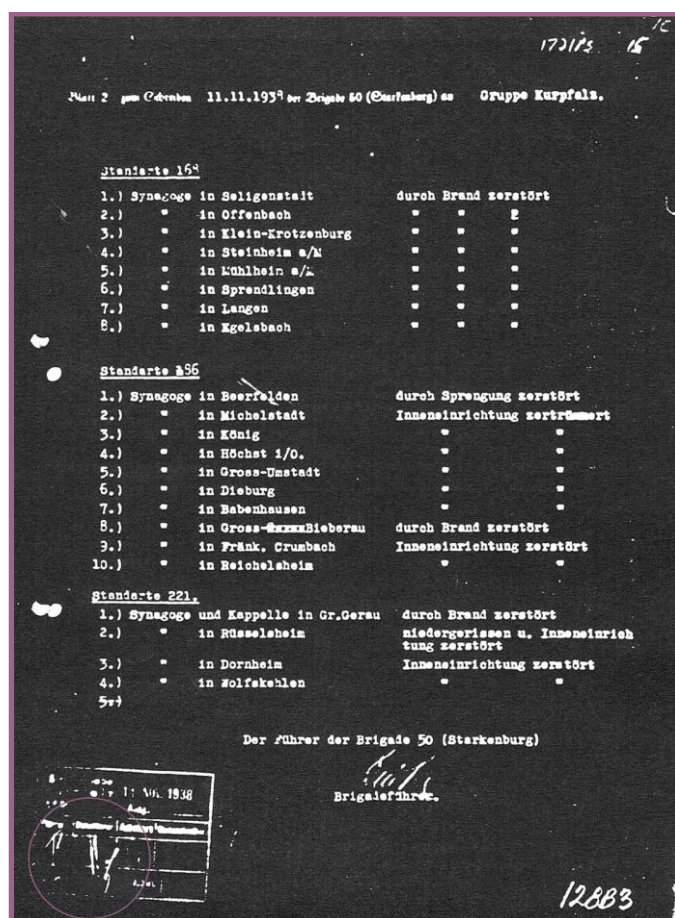 172183 15
Blatt 2 zum Schreiben 11.11.1938 der Brigade 50 (Starkenburg) an Gruppe Kurpfalz.
Standarte 168
1.) Synagoge in Seligenstadt durch Brand zerstört
2.) " in Offenbach " " "
3.) " in Klein-Krotzenburg " " "
4.) " in Steinheim a/M " " "
5.) " in Mühlheim a/M " " "
6.) " in Sprendlingen " " "
7.) " in Langen " " "
8.) " in Egelsbach " " "
Standarte 186
1.) Synagoge in Beerfelden durch Sprengung zerstört
2.) " in Michelstadt Inneneinrichtung zertrümmert
3.) " in König " "
4.) " in Höchst i/O. " "
5.) " in Gross-Umstadt " "
6.) " in Dieburg " "
7.) " in Babenhausen " "
8.) " in Gross-Bieberau durch Brand zerstört
9.) " in Fränk. Crumbach Inneneinrichtung zerstört
10.) " in Reichelsheim " "
Standarte 221.
1.) Synagoge und Kappelle in Gr.Gerau durch Brand zerstört
2.) " in Rüsselsheim niedergerissen u. Inneneinrich
tung zerstört
3.) " in Dornheim Inneneinrichtung zerstört
4.) " in Wolfskehlen " "
5.)
Der Führer der Brigade 50 (Starkenburg)
Brigadeführer.
NOV. 1938
12883